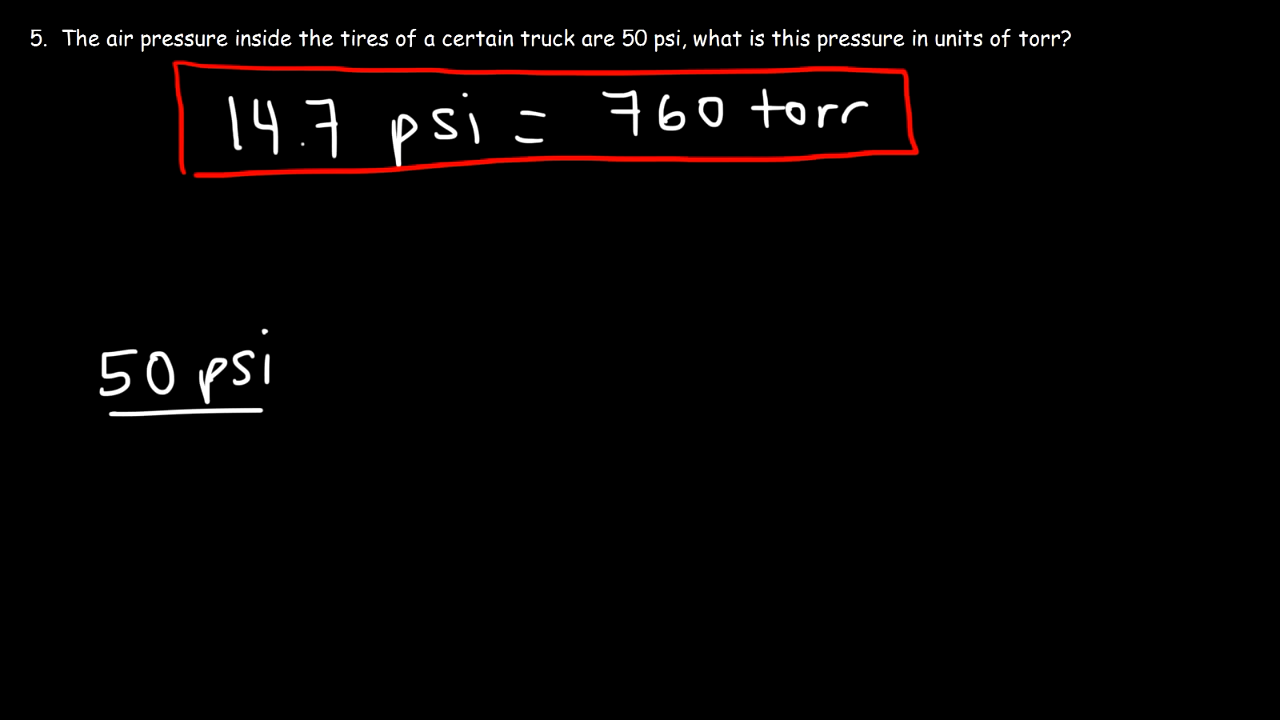 5. The air pressure inside the tires of a certain truck are 50 psi, what is this pressure in units of torr?
14.7 psi = 760 torr
50 psi